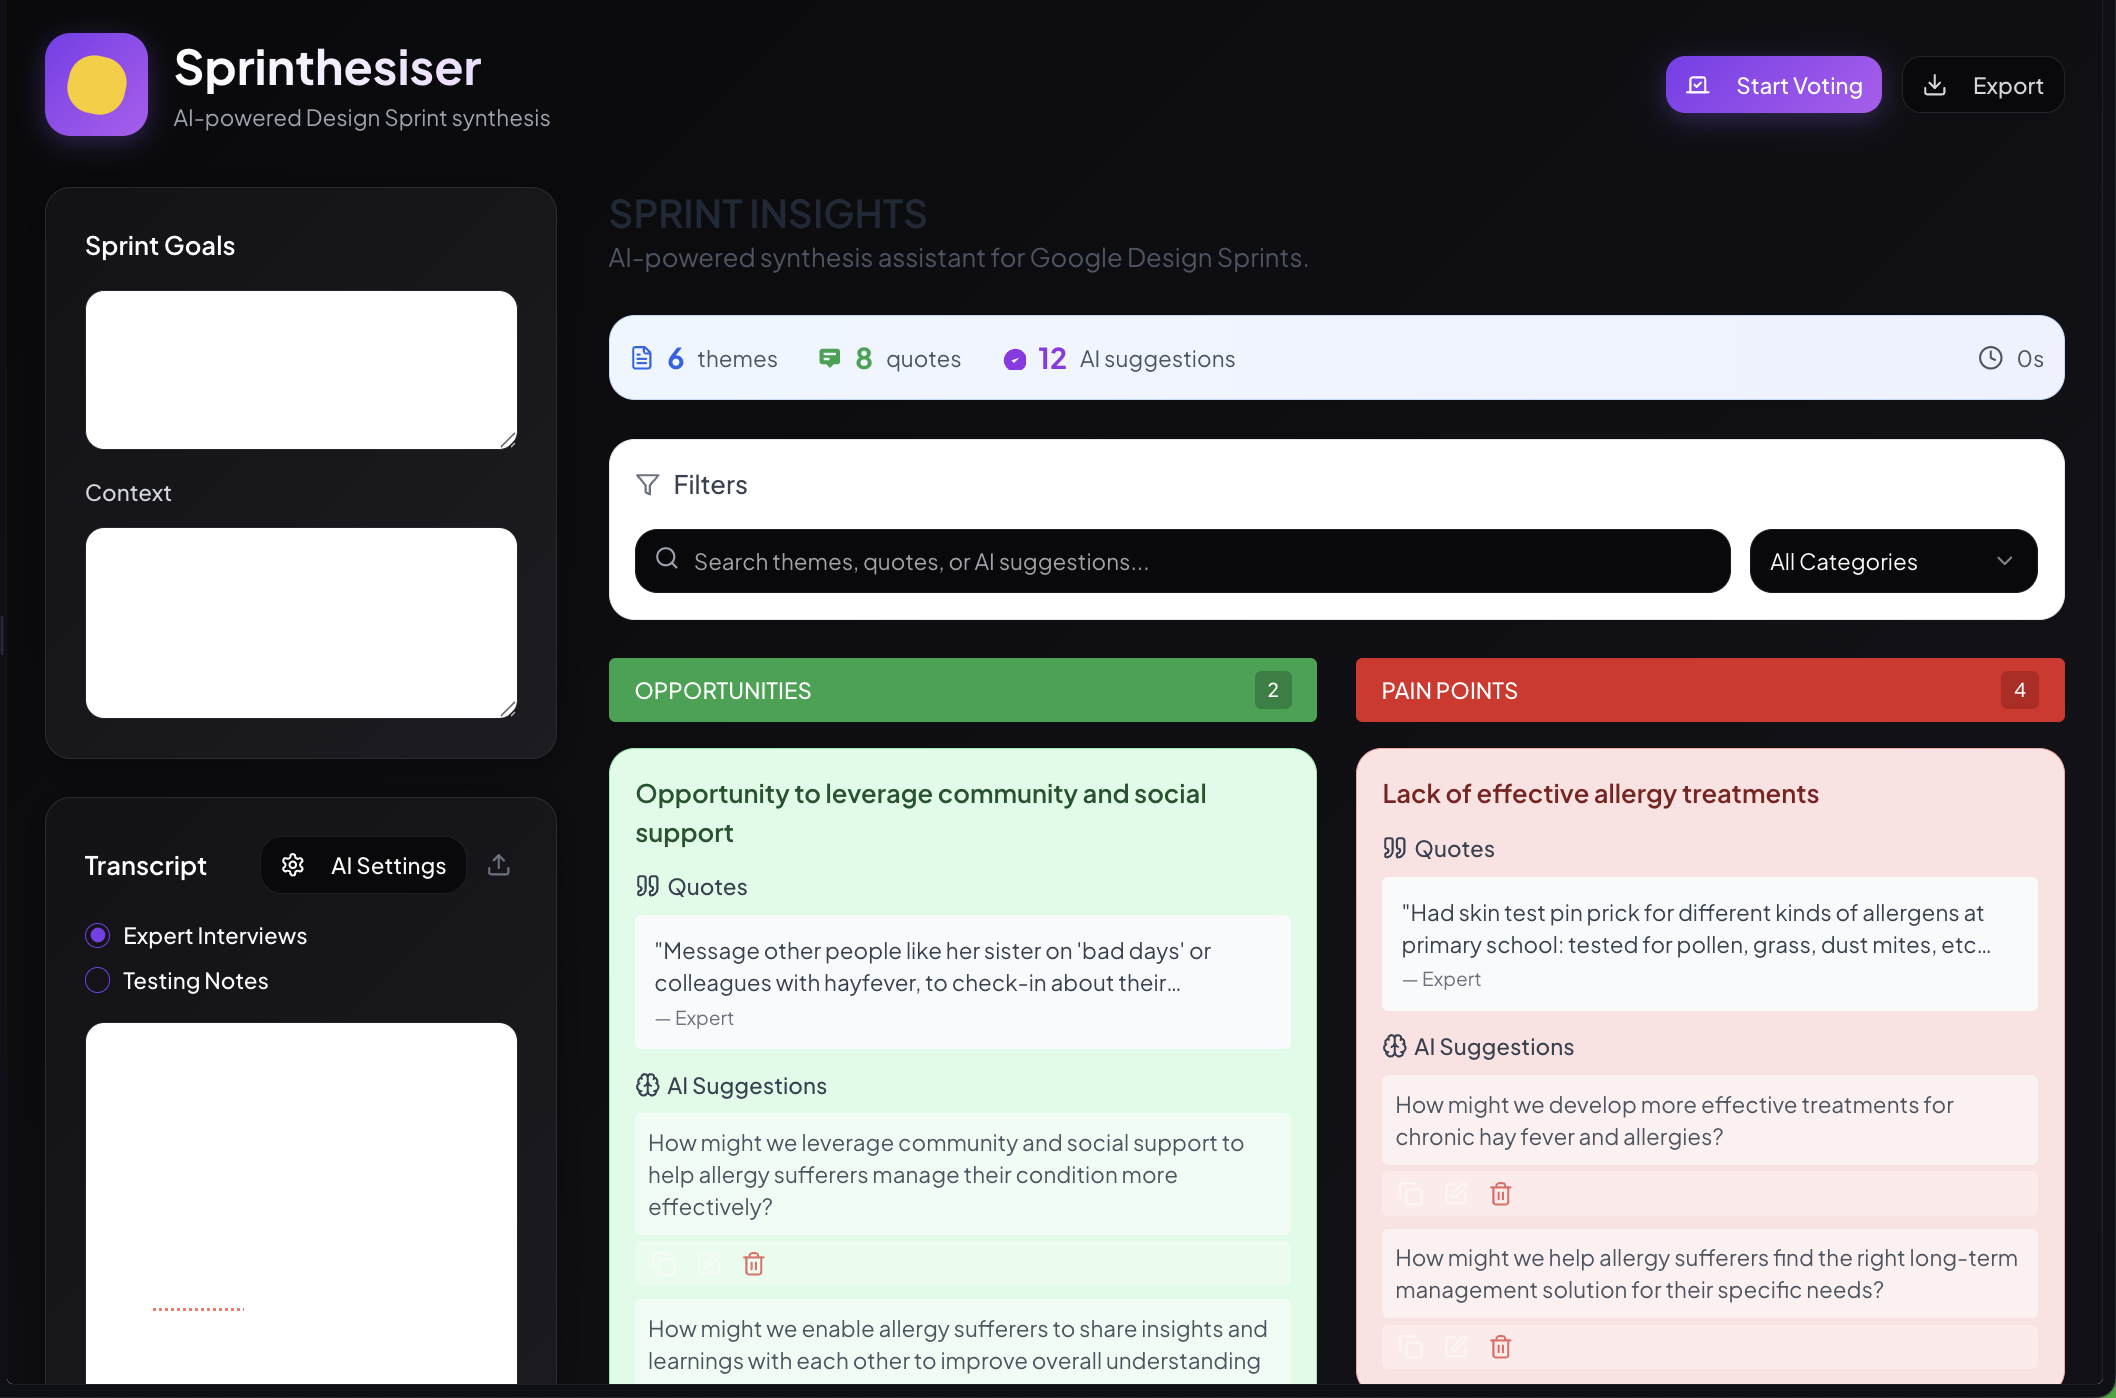 Sprinthesiser
AI-powered Design Sprint synthesis
Start Voting
Export
Sprint Goals
Context
Transcript
AI Settings
Expert Interviews
Testing Notes
SPRINT INSIGHTS
AI-powered synthesis assistant for Google Design Sprints.
6 themes
8 quotes
12 AI suggestions
0s
Filters
Search themes, quotes, or AI suggestions...
All Categories
OPPORTUNITIES
2
Opportunity to leverage community and social
support
Quotes
"Message other people like her sister on 'bad days' or
colleagues with hayfever, to check-in about their...
— Expert
AI Suggestions
How might we leverage community and social support to
help allergy sufferers manage their condition more
effectively?
How might we enable allergy sufferers to share insights and
learnings with each other to improve overall understanding
PAIN POINTS
4
Lack of effective allergy treatments
Quotes
"Had skin test pin prick for different kinds of allergens at
primary school: tested for pollen, grass, dust mites, etc...
— Expert
AI Suggestions
How might we develop more effective treatments for
chronic hay fever and allergies?
How might we help allergy sufferers find the right long-term
management solution for their specific needs?